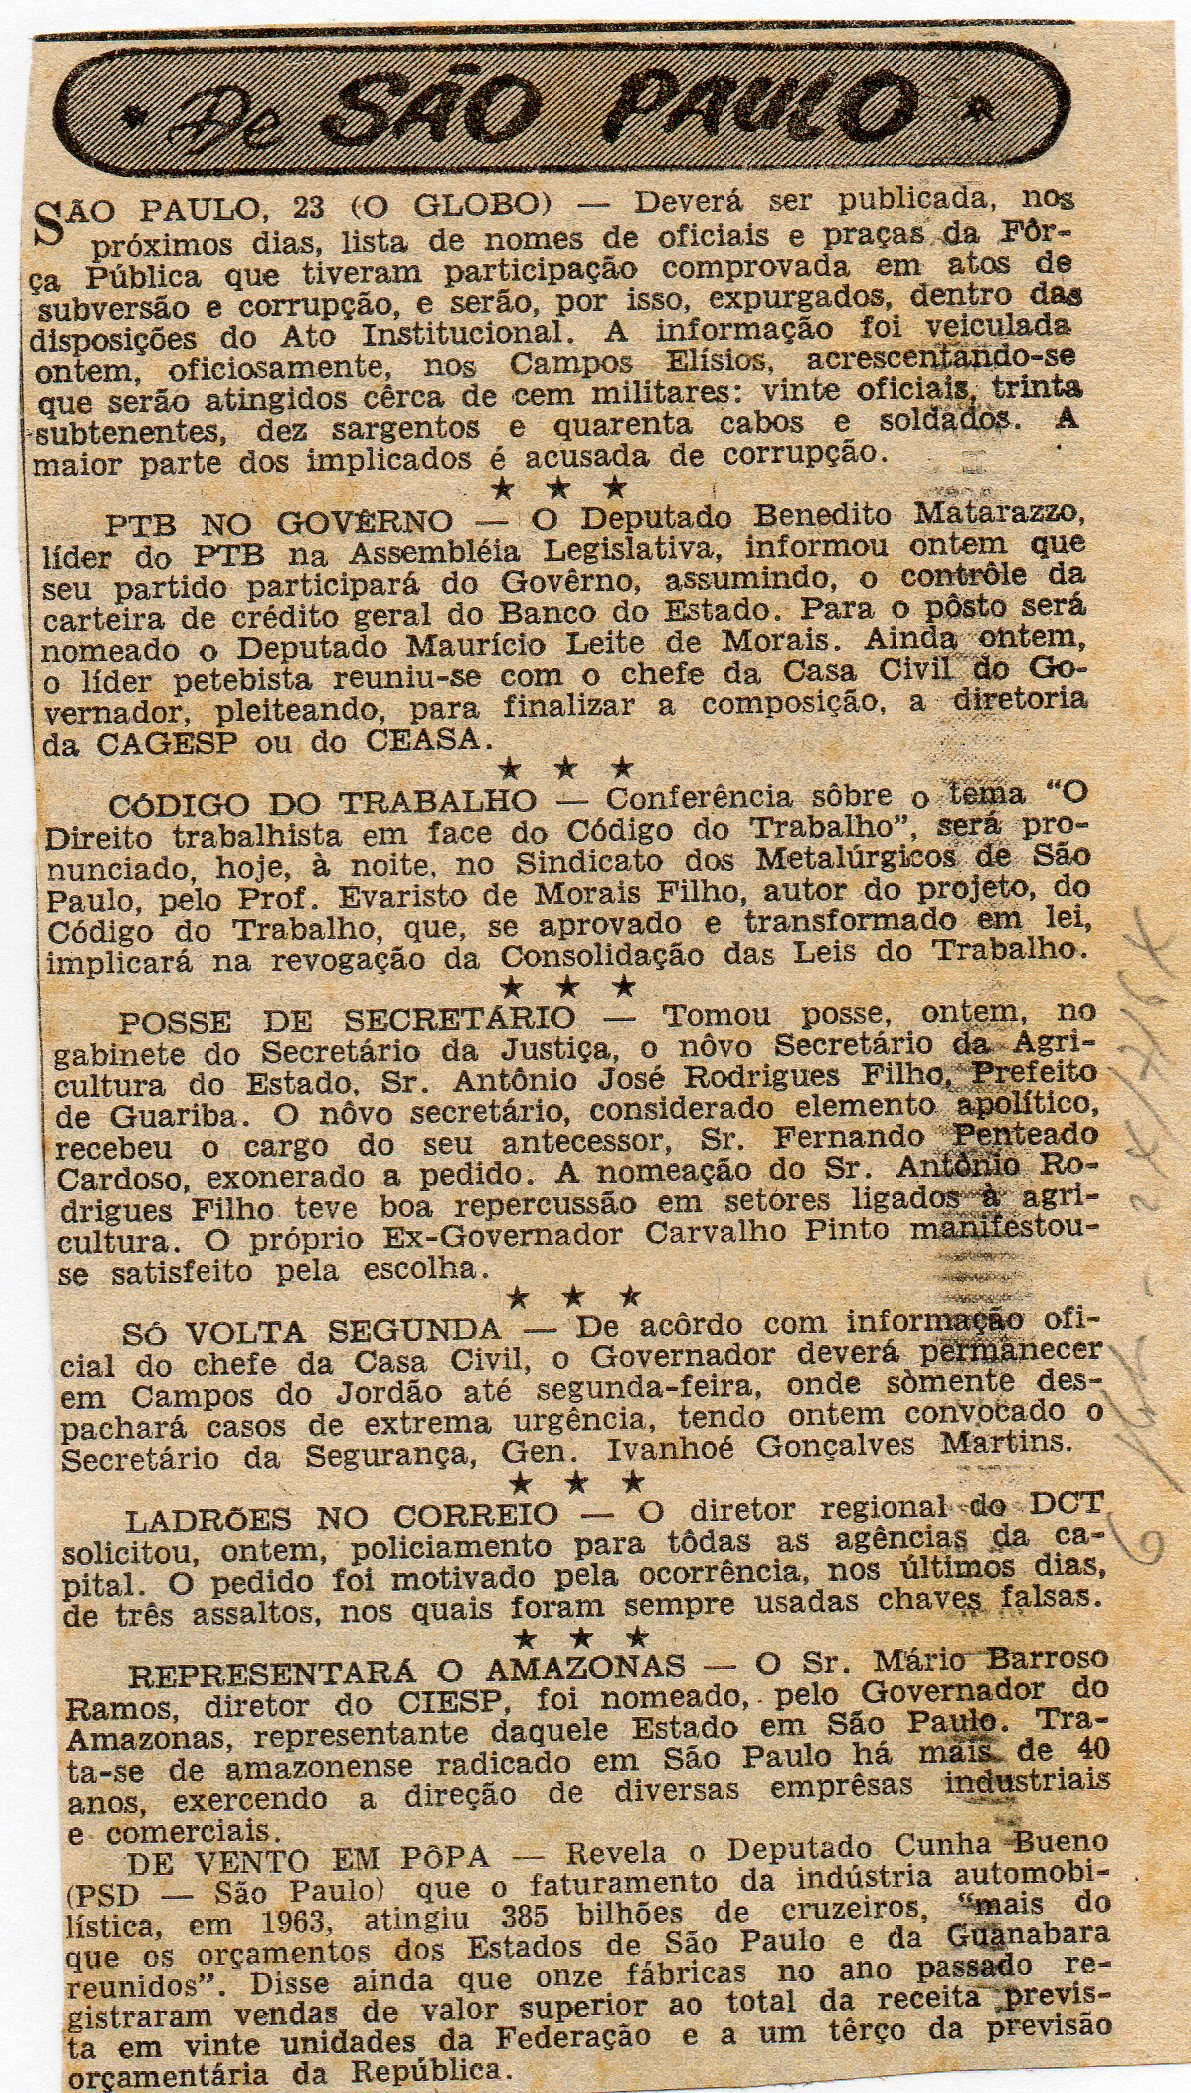 De SÃO PAULO
SÃO PAULO, 23 (O GLOBO) — Deverá ser publicada, nos
próximos dias, lista de nomes de oficiais e praças da Fôr-
ça Pública que tiveram participação comprovada em atos de
subversão e corrupção, e serão, por isso, expurgados, dentro das
disposições do Ato Institucional. A informação foi veiculada
ontem, oficiosamente, nos Campos Elísios, acrescentando-se
que serão atingidos cêrca de cem militares: vinte oficiais, trinta
subtenentes, dez sargentos e quarenta cabos e soldados. A
maior parte dos implicados é acusada de corrupção.
★ ★ ★
PTB NO GOVÊRNO — O Deputado Benedito Matarazzo,
líder do PTB na Assembléia Legislativa, informou ontem que
seu partido participará do Govêrno, assumindo, o contrôle da
carteira de crédito geral do Banco do Estado. Para o pôsto será
nomeado o Deputado Maurício Leite de Morais. Ainda ontem,
o líder petebista reuniu-se com o chefe da Casa Civil do Go-
vernador, pleiteando, para finalizar a composição, a diretoria
da CAGESP ou do CEASA.
★ ★ ★
CÓDIGO DO TRABALHO — Conferência sôbre o tema “O
Direito trabalhista em face do Código do Trabalho”, será pro-
nunciado, hoje, à noite, no Sindicato dos Metalúrgicos de São
Paulo, pelo Prof. Evaristo de Morais Filho, autor do projeto, do
Código do Trabalho, que, se aprovado e transformado em lei,
implicará na revogação da Consolidação das Leis do Trabalho.
★ ★ ★
POSSE DE SECRETÁRIO — Tomou posse, ontem, no
gabinete do Secretário da Justiça, o nôvo Secretário da Agri-
cultura do Estado, Sr. Antônio José Rodrigues Filho, Prefeito
de Guariba. O nôvo secretário, considerado elemento apolítico,
recebeu o cargo do seu antecessor, Sr. Fernando Penteado
Cardoso, exonerado a pedido. A nomeação do Sr. Antônio Ro-
drigues Filho teve boa repercussão em setores ligados à agri-
cultura. O próprio Ex-Governador Carvalho Pinto manifestou-
se satisfeito pela escolha.
★ ★ ★
SÓ VOLTA SEGUNDA — De acôrdo com informação ofi-
cial do chefe da Casa Civil, o Governador deverá permanecer
em Campos do Jordão até segunda-feira, onde sòmente des-
pachará casos de extrema urgência, tendo ontem convocado o
Secretário da Segurança, Gen. Ivanhoé Gonçalves Martins.
★ ★ ★
LADRÕES NO CORREIO — O diretor regional do DCT
solicitou, ontem, policiamento para tôdas as agências da ca-
pital. O pedido foi motivado pela ocorrência, nos últimos dias,
de três assaltos, nos quais foram sempre usadas chaves falsas.
★ ★ ★
REPRESENTARÁ O AMAZONAS — O Sr. Mário Barroso
Ramos, diretor do CIESP, foi nomeado, pelo Governador do
Amazonas, representante daquele Estado em São Paulo. Tra-
ta-se de amazonense radicado em São Paulo há mais de 40
anos, exercendo a direção de diversas emprêsas industriais
e comerciais.
DE VENTO EM PÔPA — Revela o Deputado Cunha Bueno
(PSD — São Paulo) que o faturamento da indústria automobi-
lística, em 1963, atingiu 385 bilhões de cruzeiros, “mais do
que os orçamentos dos Estados de São Paulo e da Guanabara
reunidos”. Disse ainda que onze fábricas no ano passado re-
gistraram vendas de valor superior ao total da receita previs-
ta em vinte unidades da Federação e a um têrço da previsão
orçamentária da República.
24/7/64